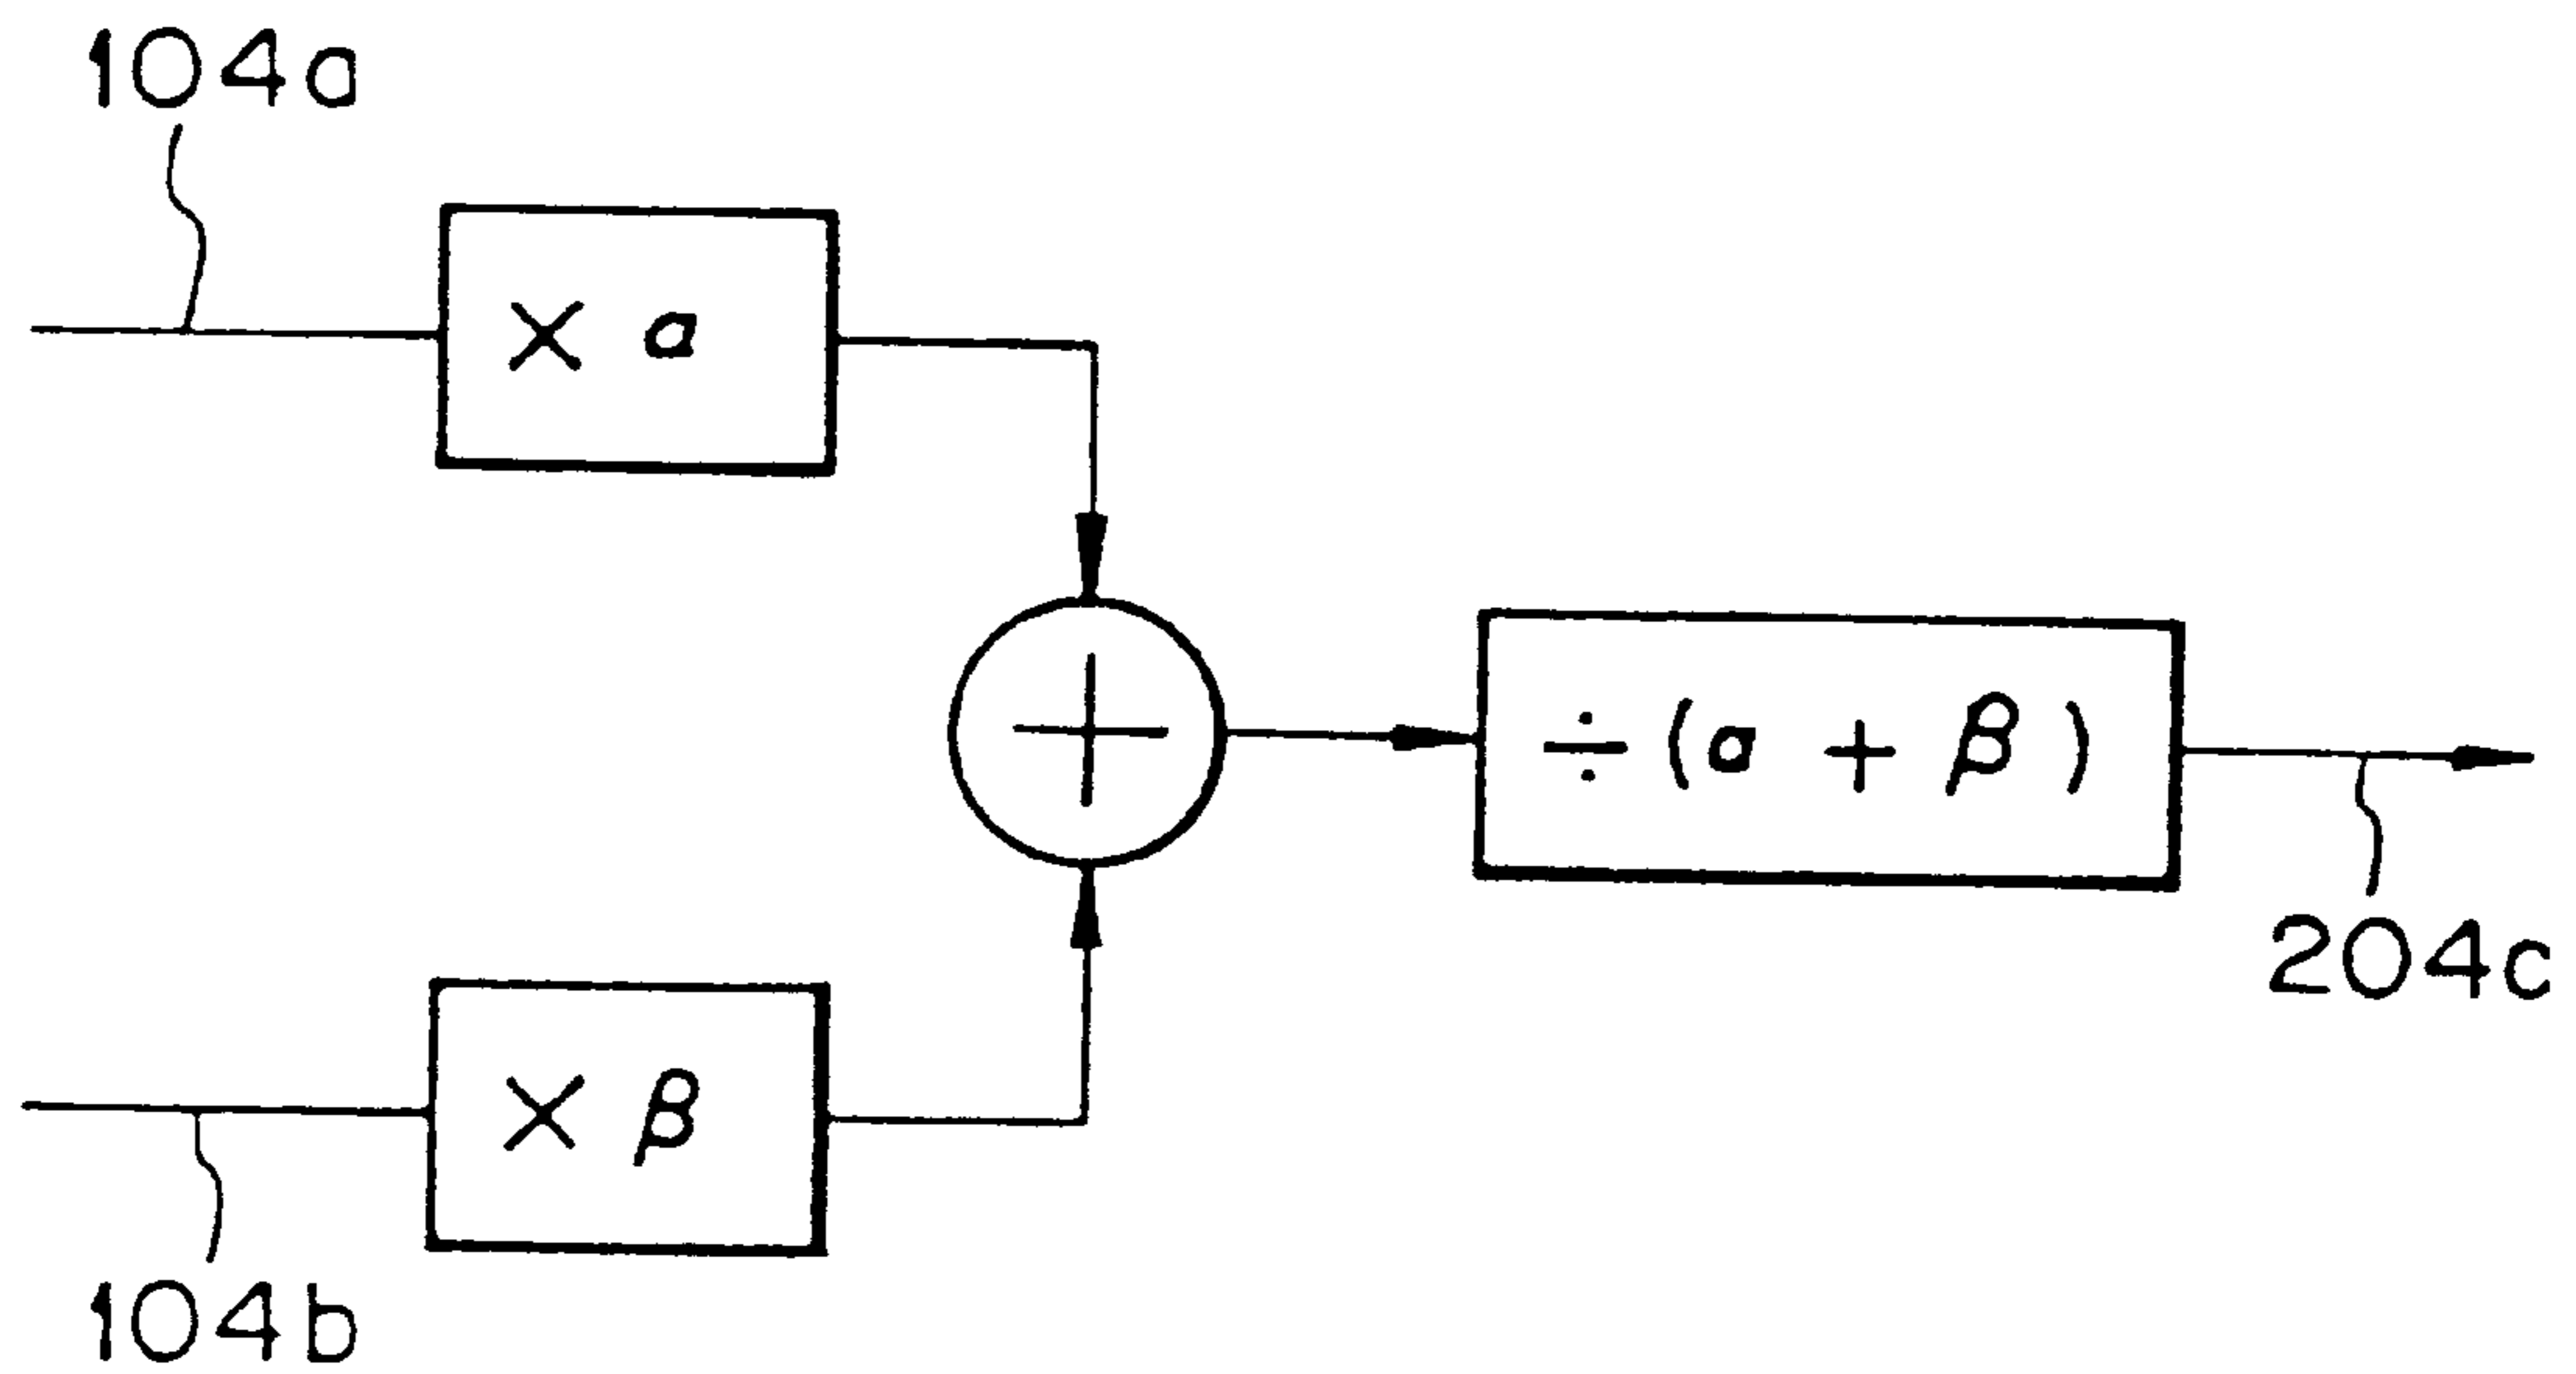 104a
× α
+
÷ (α + β)
204c
× β
104b